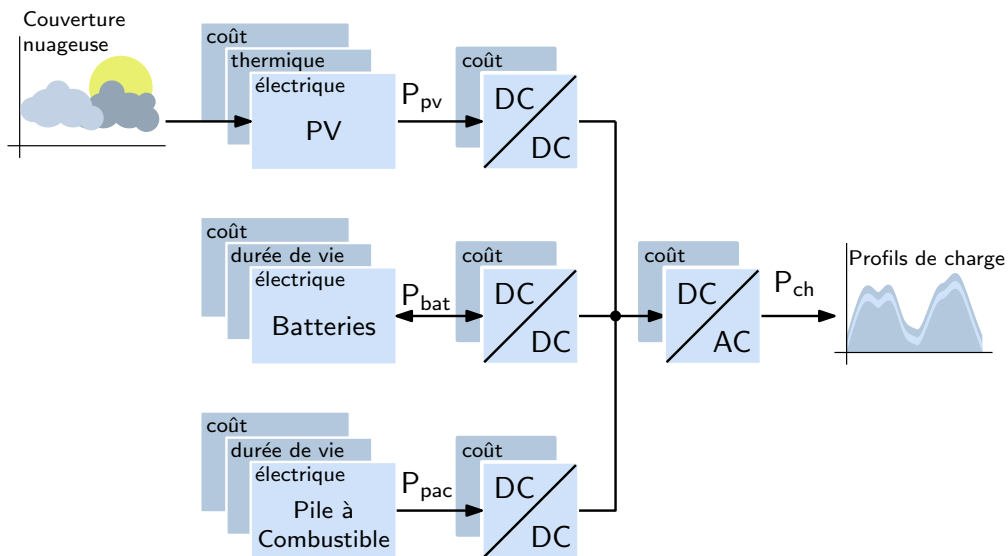 Couverture
nuageuse
coût
thermique
électrique
PV
P_pv
coût
DC
DC
coût
durée de vie
électrique
Batteries
P_bat
coût
DC
DC
coût
DC
AC
P_ch
Profils de charge
coût
durée de vie
électrique
Pile à
Combustible
P_pac
coût
DC
DC